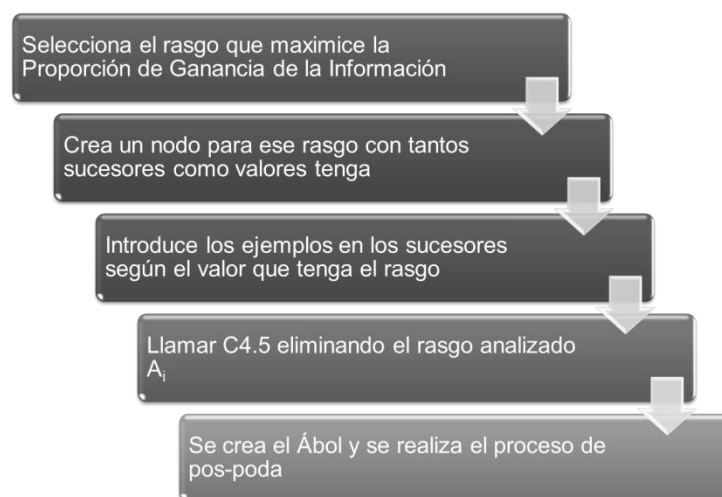 Selecciona el rasgo que maximice la
Proporción de Ganancia de la Información
Crea un nodo para ese rasgo con tantos
sucesores como valores tenga
Introduce los ejemplos en los sucesores
según el valor que tenga el rasgo
Llamar C4.5 eliminando el rasgo analizado
Ai
Se crea el Ábol y se realiza el proceso de
pos-poda